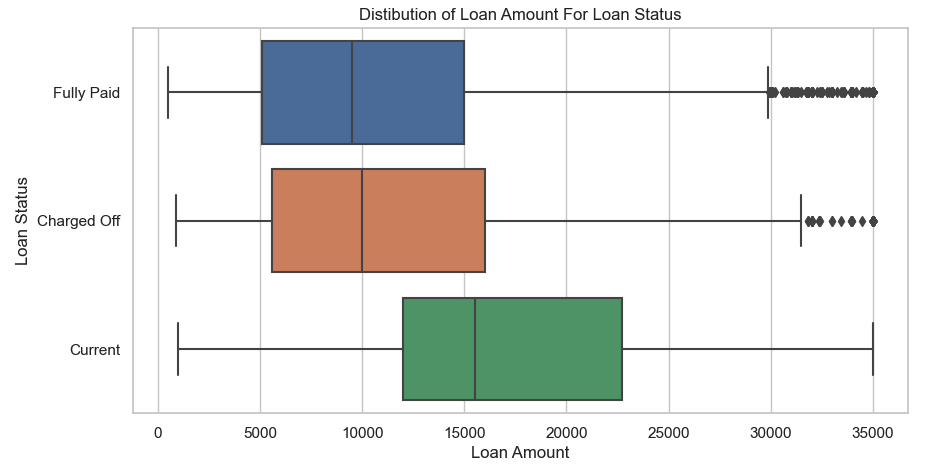 Distibution of Loan Amount For Loan Status
Loan Status
Fully Paid
Charged Off
Current
0 5000 10000 15000 20000 25000 30000 35000
Loan Amount